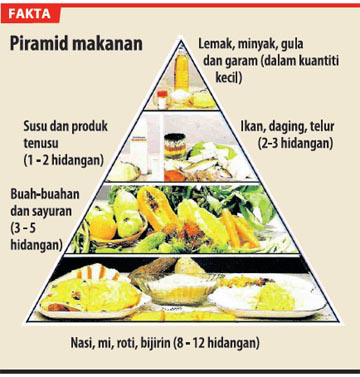 FAKTA
Piramid makanan
Lemak, minyak, gula
dan garam (dalam kuantiti
kecil)
Susu dan produk
tenusu
(1 - 2 hidangan)
Ikan, daging, telur
(2-3 hidangan)
Buah-buahan
dan sayuran
(3 - 5
hidangan)
Nasi, mi, roti, bijirin (8 - 12 hidangan)